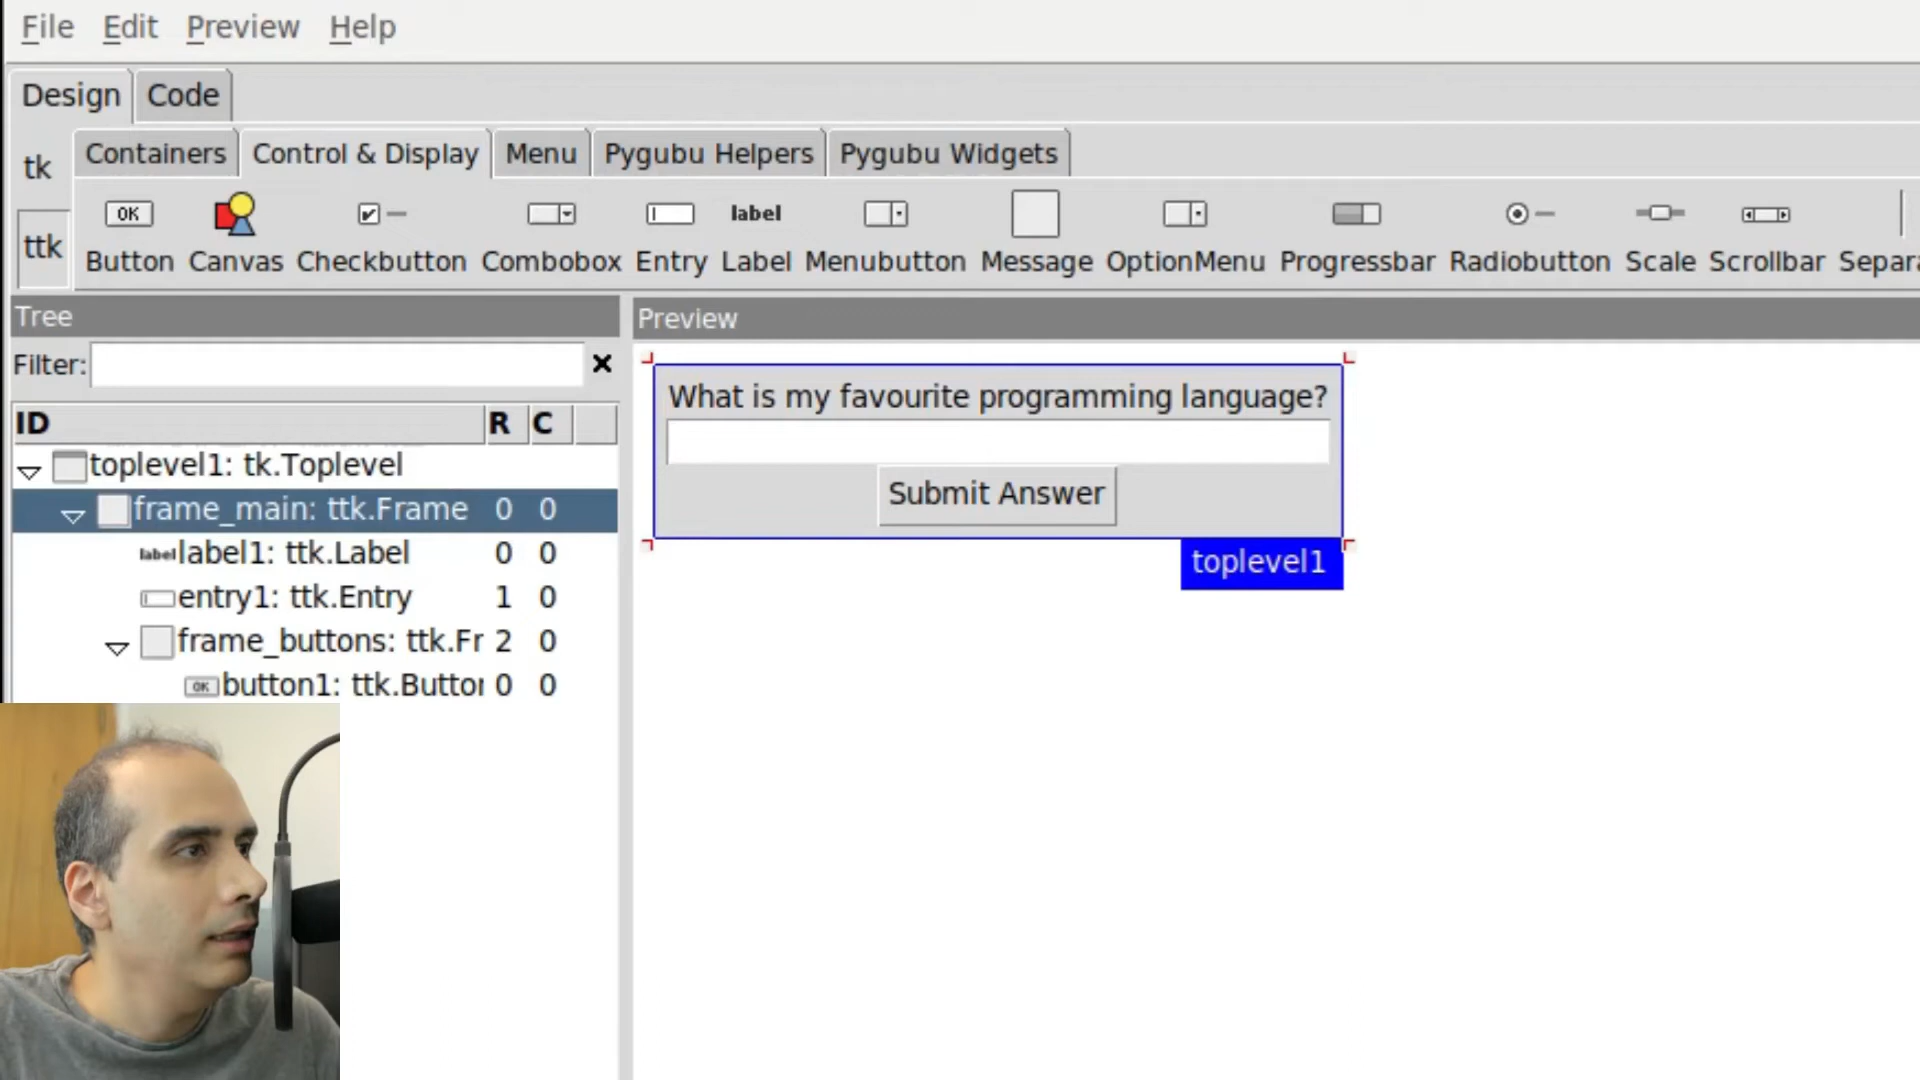 File Edit Preview Help
Design Code
tk
ttk
Containers Control & Display Menu Pygubu Helpers Pygubu Widgets
OK label
Button Canvas Checkbutton Combobox Entry Label Menubutton Message OptionMenu Progressbar Radiobutton Scale Scrollbar Separa
Tree
Filter:
ID R C
toplevel1: tk.Toplevel
frame_main: ttk.Frame 0 0
label label1: ttk.Label 0 0
entry1: ttk.Entry 1 0
frame_buttons: ttk.Fr 2 0
OK button1: ttk.Button 0 0
Preview
What is my favourite programming language?
Submit Answer
toplevel1